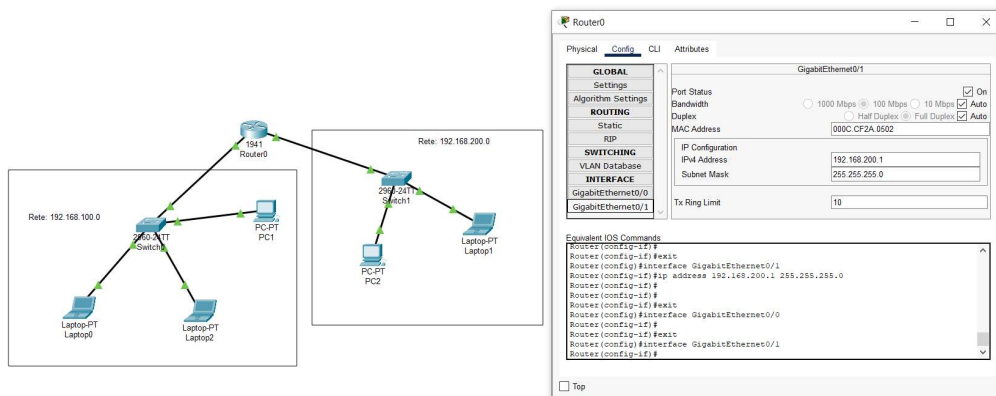 1941
Router0
Rete: 192.168.200.0
2960-24TT
Switch1
Rete: 192.168.100.0
2960-24TT
PC-PT
PC1
Laptop-PT
Laptop1
PC-PT
PC2
Laptop-PT
Laptop0
Laptop-PT
Laptop2
Router0
Physical Config CLI Attributes
GLOBAL
Settings
Algorithm Settings
ROUTING
Static
RIP
SWITCHING
VLAN Database
INTERFACE
GigabitEthernet0/0
GigabitEthernet0/1
GigabitEthernet0/1
Port Status On
Bandwidth 1000 Mbps 100 Mbps 10 Mbps Auto
Duplex Half Duplex Full Duplex Auto
MAC Address 000C.CF2A.0502
IP Configuration
IPv4 Address 192.168.200.1
Subnet Mask 255.255.255.0
Tx Ring Limit 10
Equivalent IOS Commands
Router(config-if)#
Router(config-if)#exit
Router(config)#interface GigabitEthernet0/1
Router(config-if)#ip address 192.168.200.1 255.255.255.0
Router(config-if)#
Router(config-if)#
Router(config-if)#exit
Router(config)#interface GigabitEthernet0/0
Router(config-if)#
Router(config-if)#exit
Router(config)#interface GigabitEthernet0/1
Router(config-if)#
Top